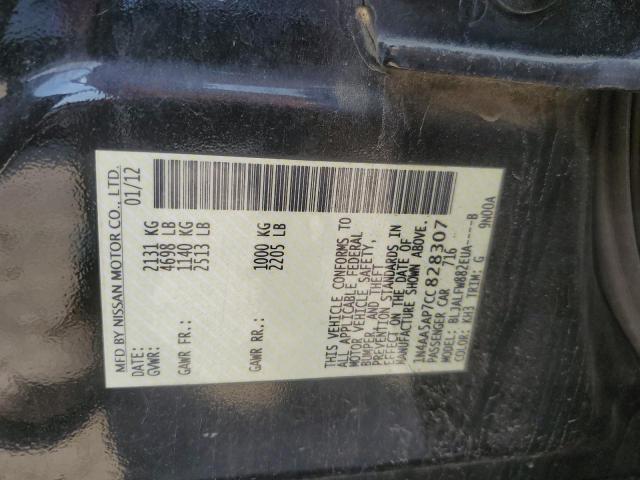 MFD BY NISSAN MOTOR CO., LTD.
DATE: 01/12
GVWR: 2131 KG
4698 LB
GAWR FR: 1140 KG
2513 LB
GAWR RR: 1000 KG
2205 LB
THIS VEHICLE CONFORMS TO
ALL APPLICABLE FEDERAL
MOTOR VEHICLE SAFETY,
BUMPER, AND THEFT
PREVENTION STANDARDS IN
EFFECT ON THE DATE OF
MANUFACTURE SHOWN ABOVE.
1N4AA5AP7CC828307
PASSENGER CAR 716
MODEL: BLJALFW882EUA----B
COLOR: KH3 TRIM: G 9N00A